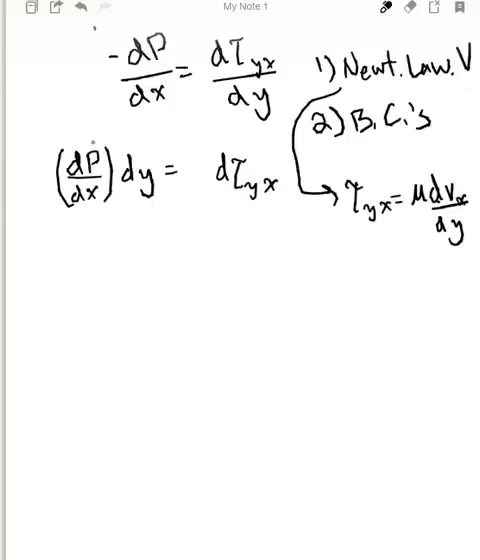 My Note 1
-dP/dx = dτyx/dy
1) Newt. Law. V
2) B.C.'s
(dP/dx) dy = dτyx
τyx = μ dvx/dy